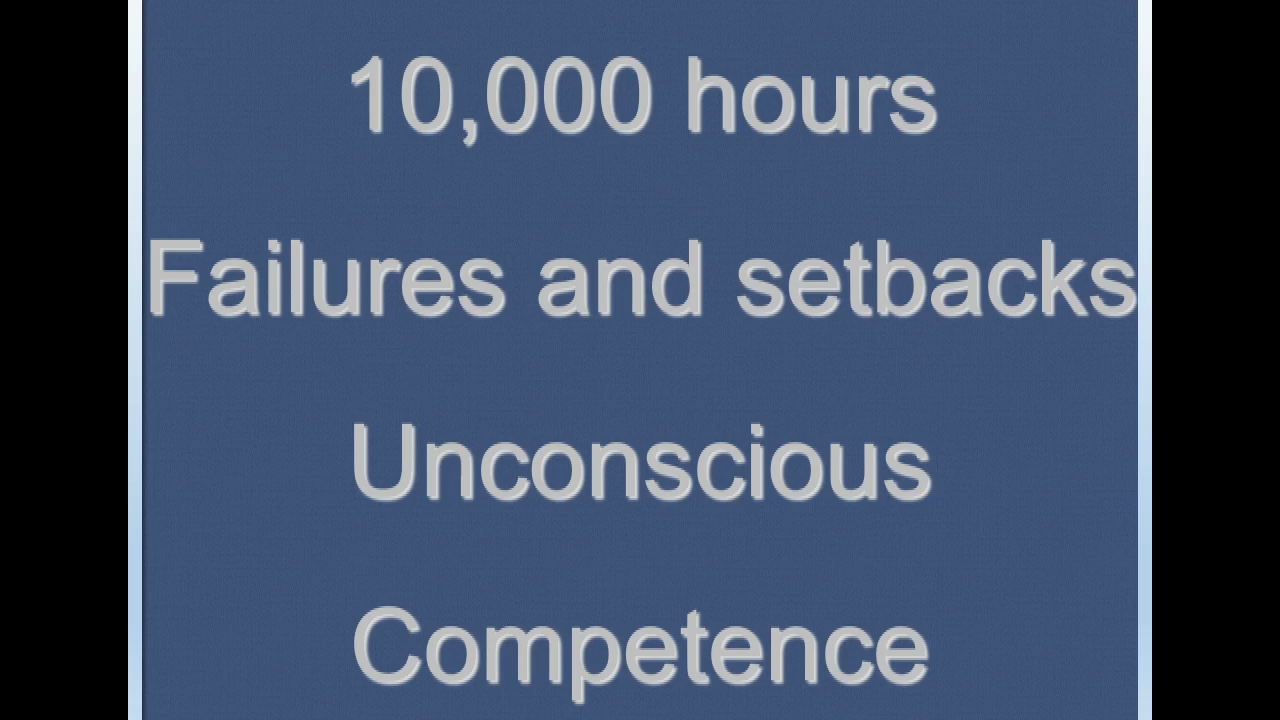 10,000 hours
Failures and setbacks
Unconscious
Competence